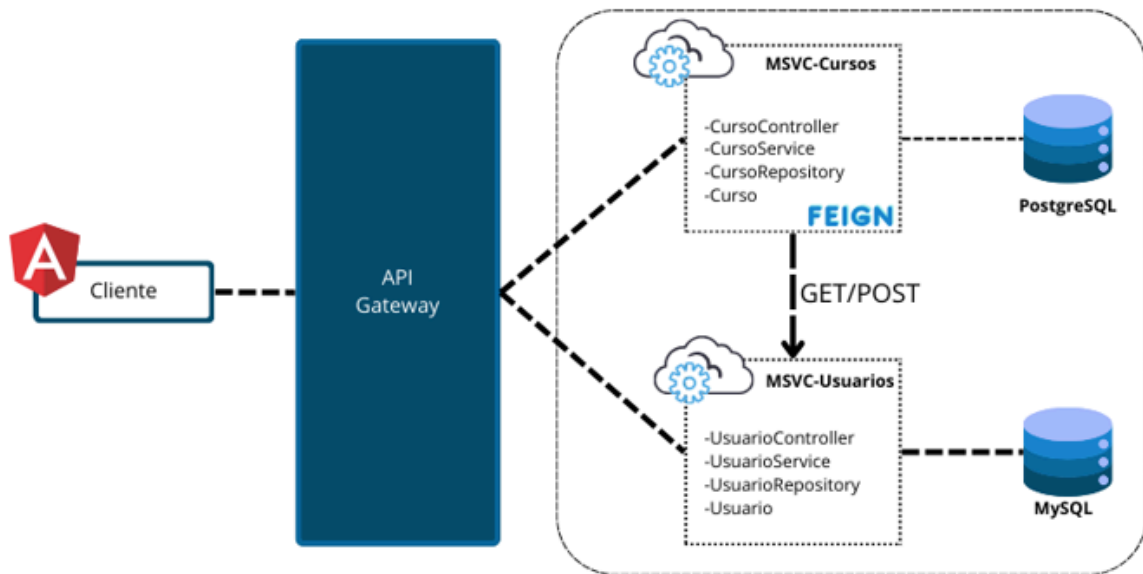 Cliente
API
Gateway
MSVC-Cursos
-CursoController
-CursoService
-CursoRepository
-Curso
FEIGN
PostgreSQL
GET/POST
MSVC-Usuarios
-UsuarioController
-UsuarioService
-UsuarioRepository
-Usuario
MySQL